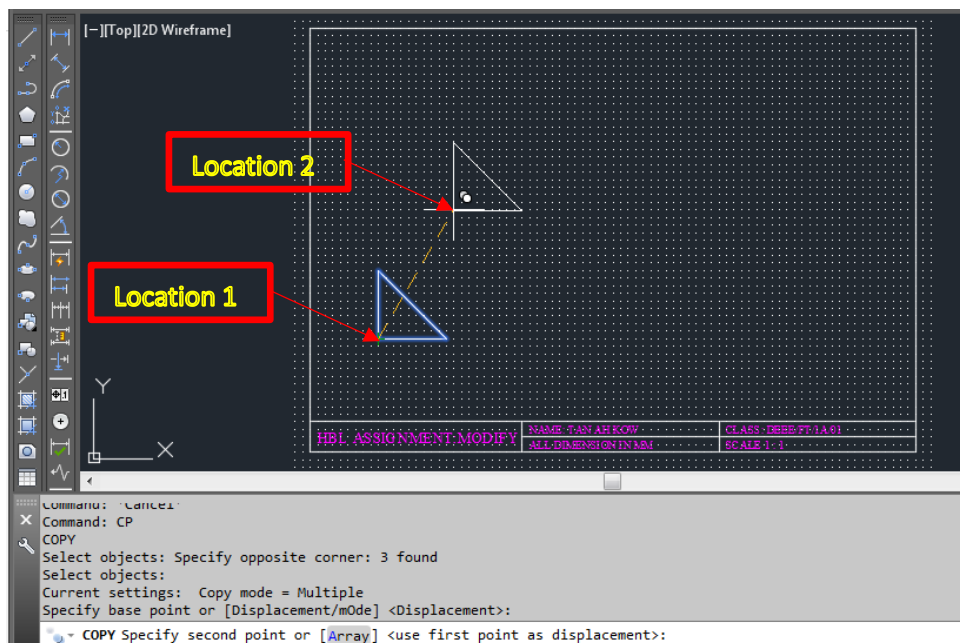 [−][Top][2D Wireframe]
Location 2
Location 1
Y
X
HBL ASSIGNMENT:MODIFY
NAME: TAN AH KOW
CLASS: DEEE/FT/1A/01
ALL DIMENSION IN MM
SCALE 1 : 1
Command: *Cancel*
Command: CP
COPY
Select objects: Specify opposite corner: 3 found
Select objects:
Current settings:  Copy mode = Multiple
Specify base point or [Displacement/mOde] <Displacement>:
COPY Specify second point or [Array] <use first point as displacement>: